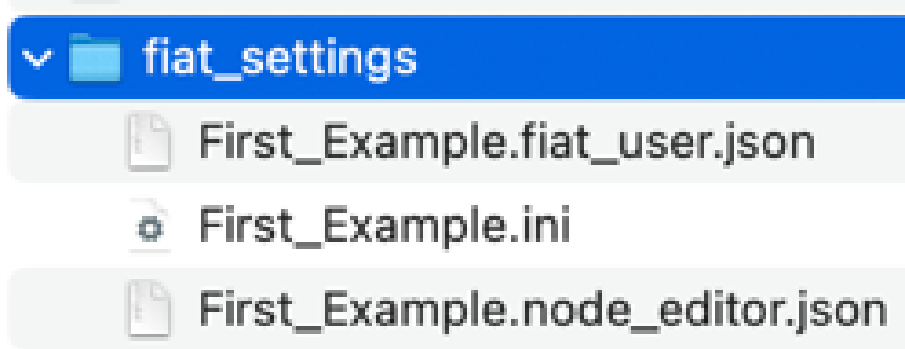 fiat_settings
First_Example.fiat_user.json
First_Example.ini
First_Example.node_editor.json